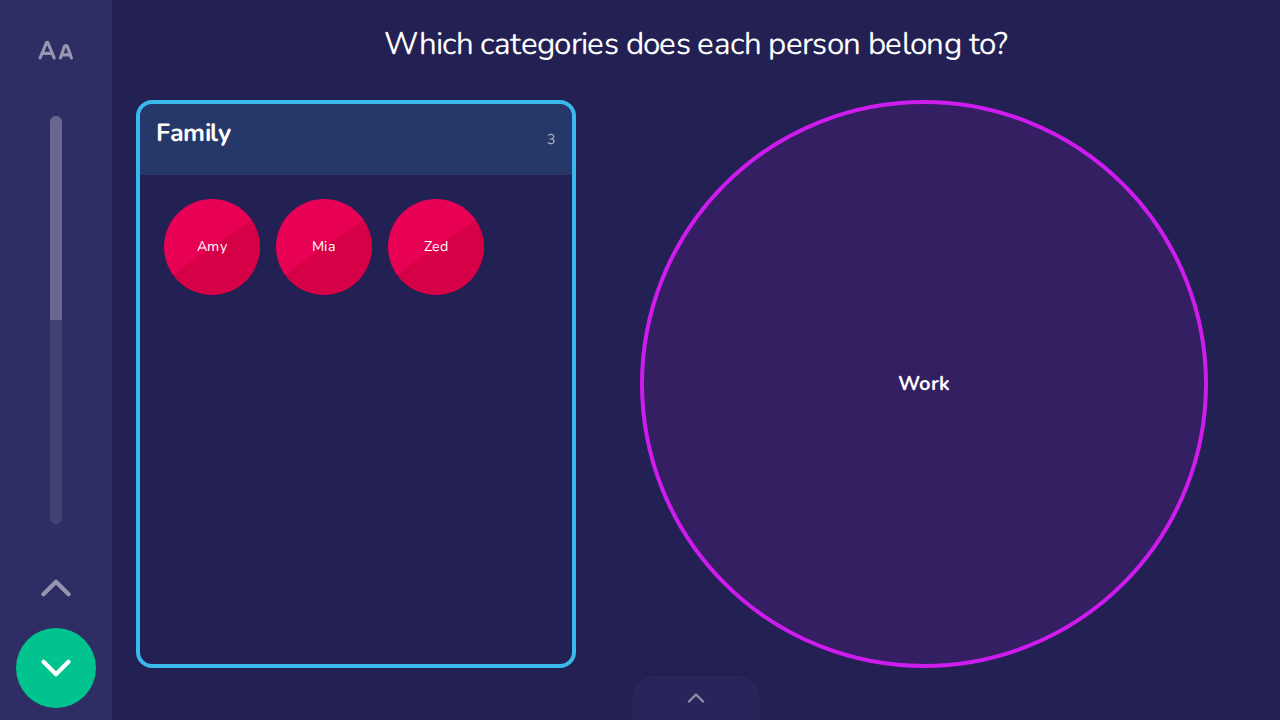 AA
Which categories does each person belong to?
Family
3
Amy
Mia
Zed
Work